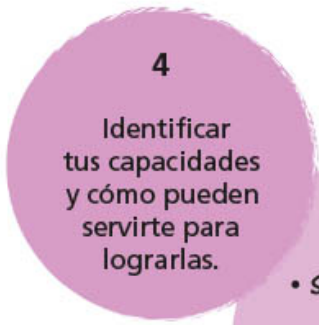 4
Identificar
tus capacidades
y cómo pueden
servirte para
lograrlas.